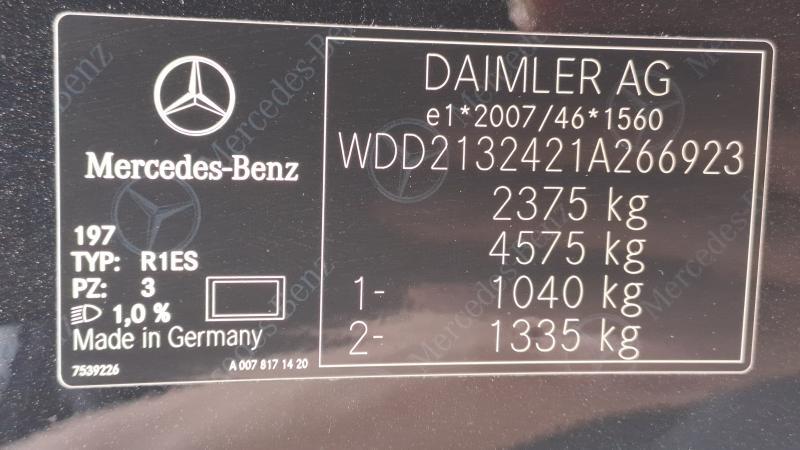 Mercedes-Benz
197
TYP: R1ES
PZ: 3
1,0 %
Made in Germany
7539226
A 007 817 14 20
DAIMLER AG
e1*2007/46*1560
WDD2132421A266923
2375 kg
4575 kg
1- 1040 kg
2- 1335 kg